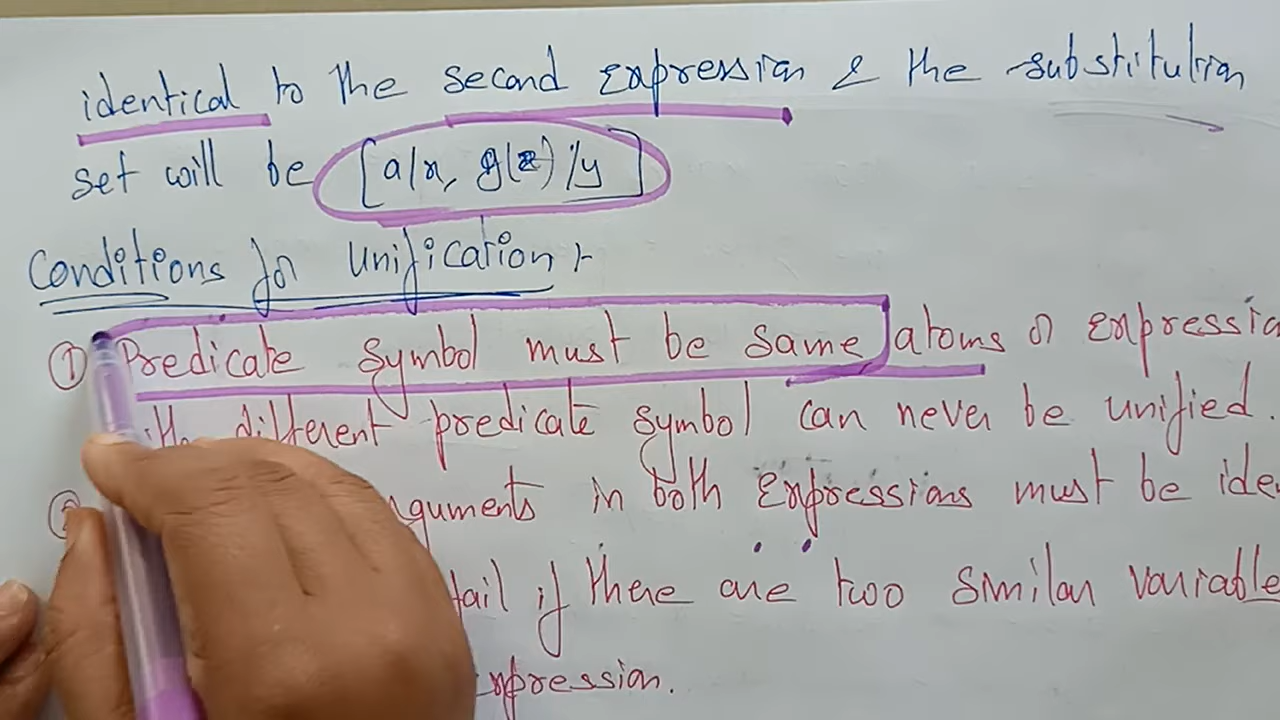 identical to the second expression & the substitution
set will be [a/x, g(z)/y]
Conditions for Unification:-
① Predicate symbol must be same atoms or expressio
different predicate symbol can never be unified.
guments in both Expressions must be ide
fail if there are two similar variable
xpression.